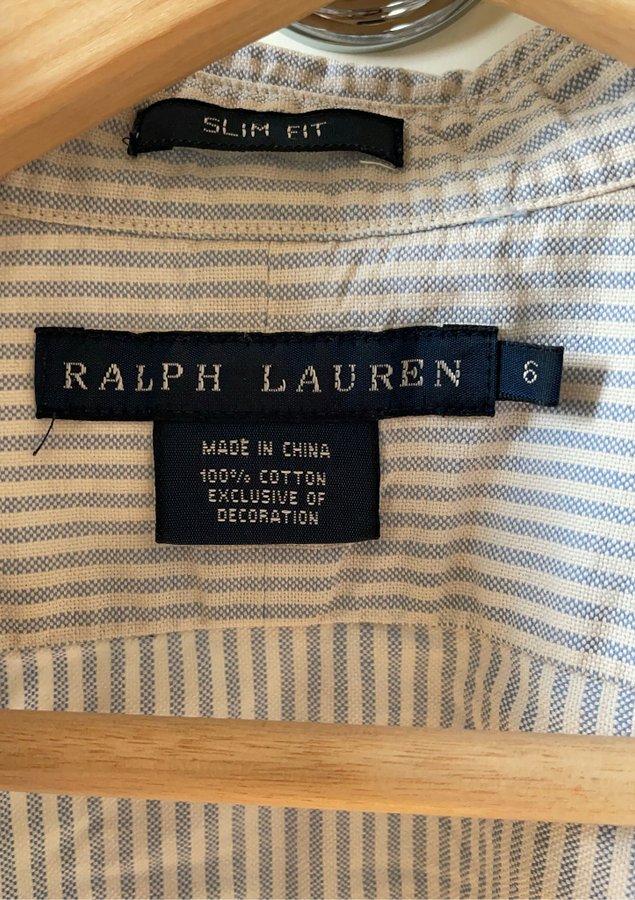 SLIM FIT
RALPH LAUREN
6
MADE IN CHINA
100% COTTON
EXCLUSIVE OF
DECORATION